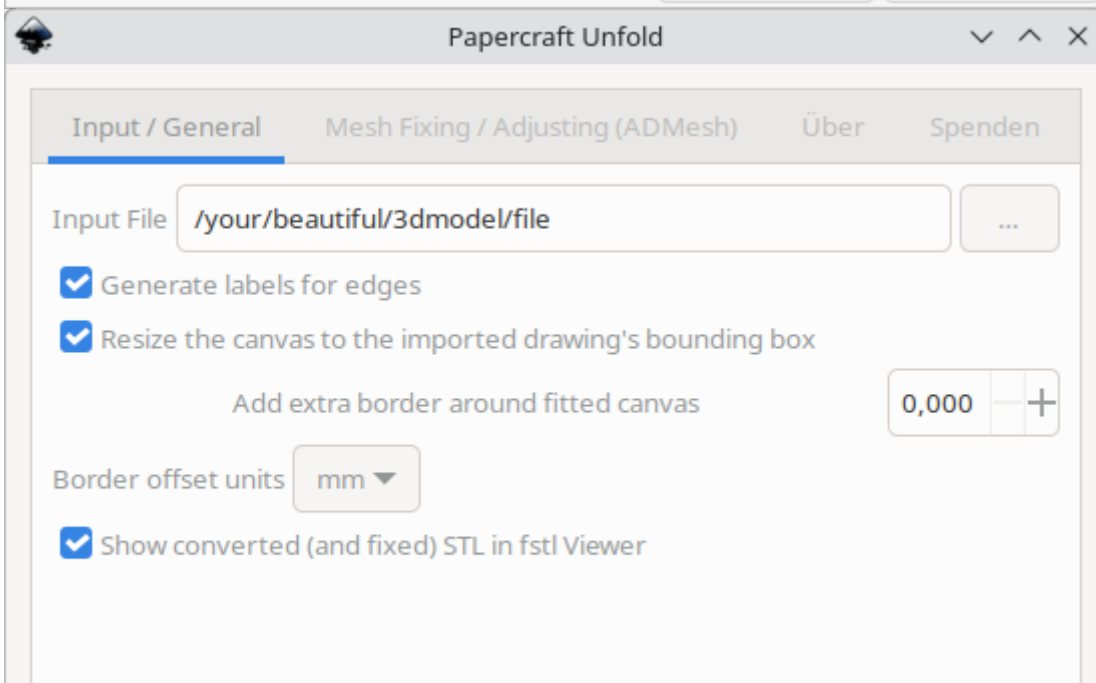 Papercraft Unfold
Input / General Mesh Fixing / Adjusting (ADMesh) Über Spenden
Input File /your/beautiful/3dmodel/file ...
Generate labels for edges
Resize the canvas to the imported drawing's bounding box
Add extra border around fitted canvas 0,000
Border offset units mm
Show converted (and fixed) STL in fstl Viewer